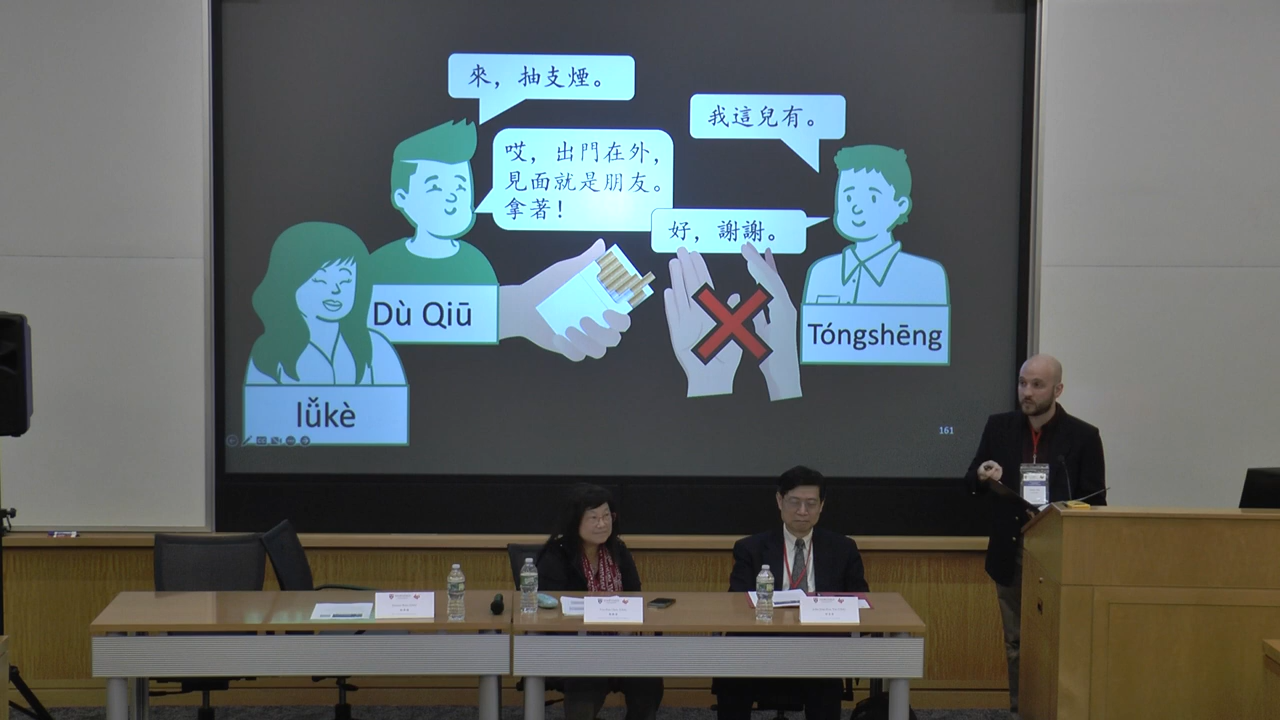 來，抽支煙。
我這兒有。
哎，出門在外，
見面就是朋友。
拿著！
好，謝謝。
Dù Qiū
Tóngshēng
lǚkè
161